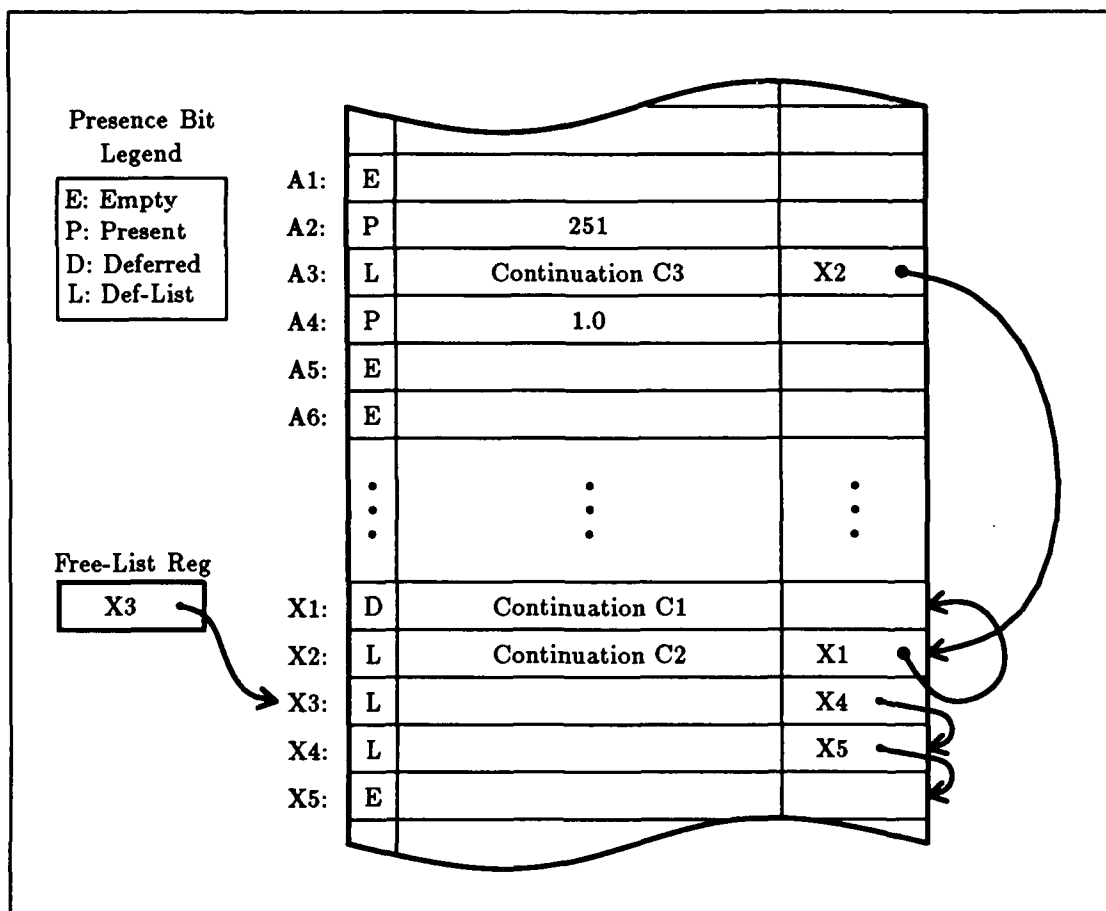 Presence Bit
Legend
E: Empty
P: Present
D: Deferred
L: Def-List
A1: E
A2: P 251
A3: L Continuation C3 X2
A4: P 1.0
A5: E
A6: E
Free-List Reg
X3
X1: D Continuation C1
X2: L Continuation C2 X1
X3: L X4
X4: L X5
X5: E